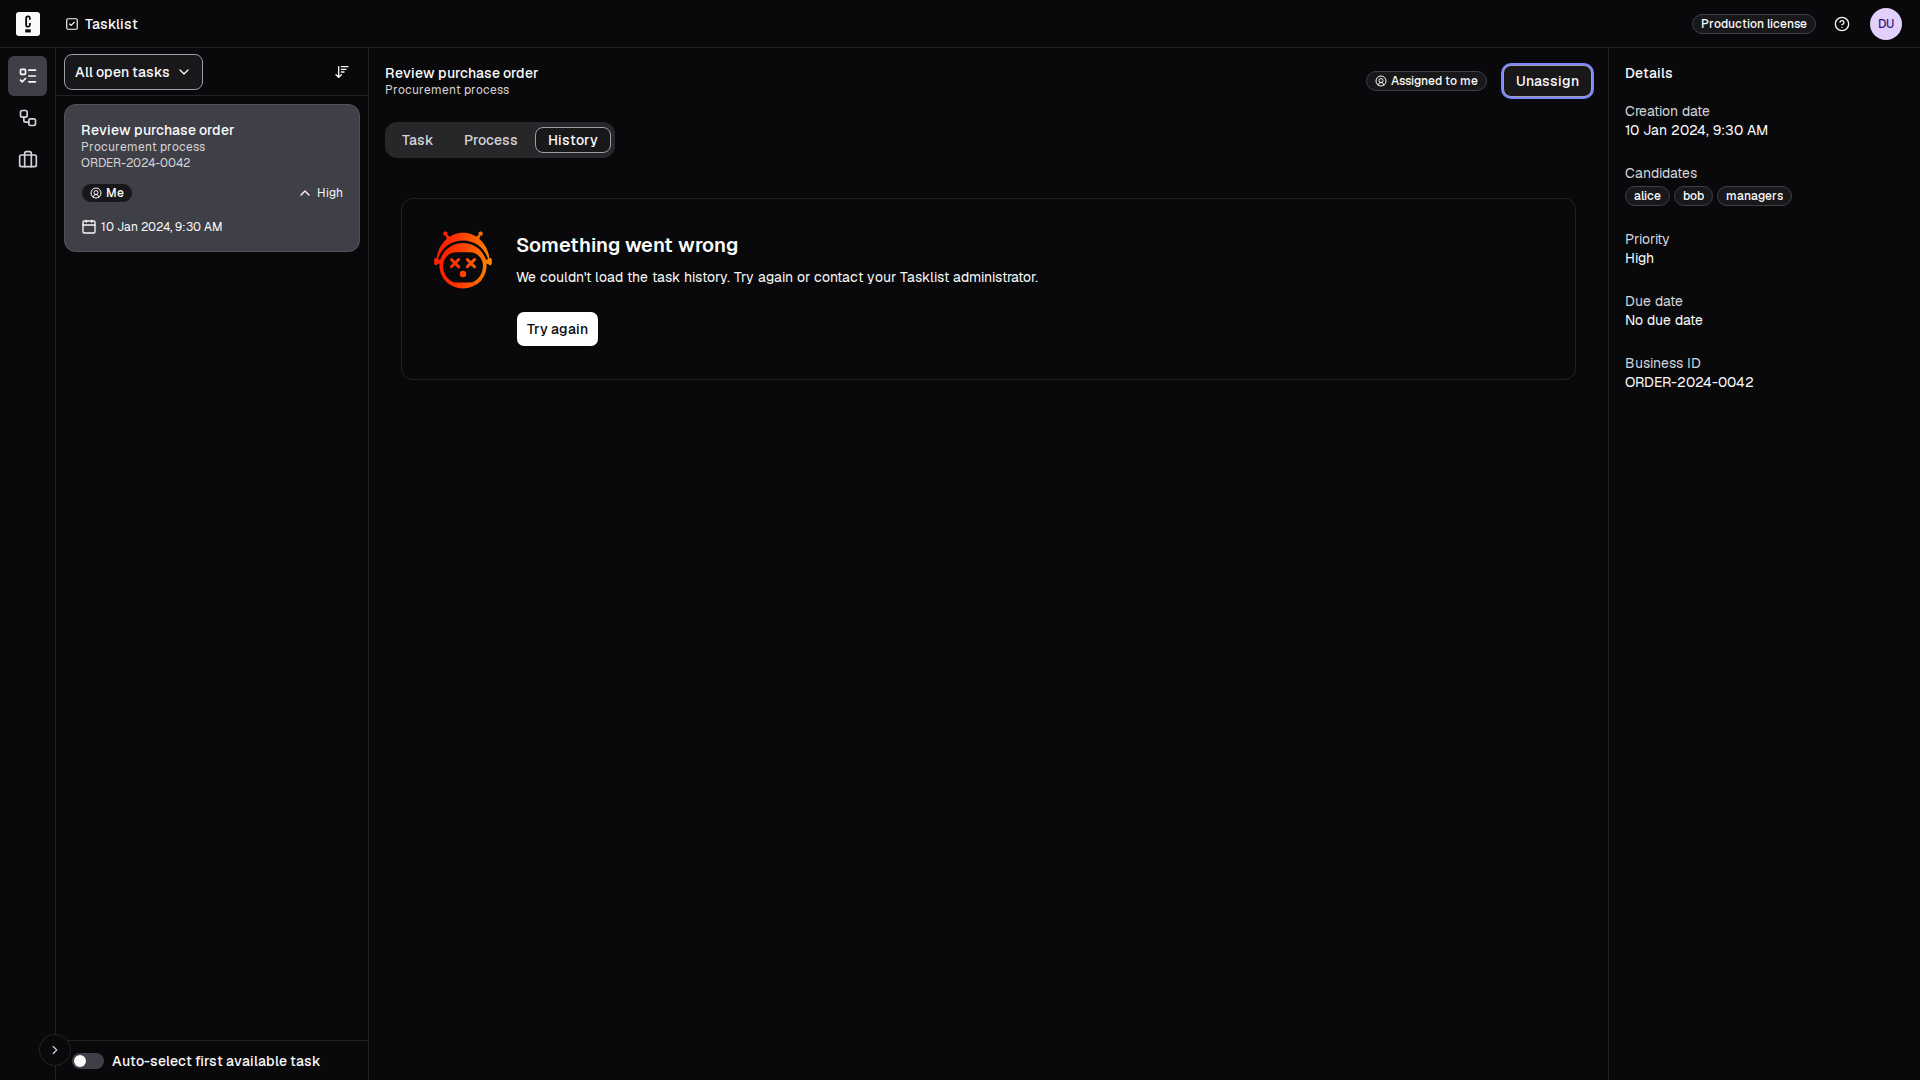 Tasklist
Production license
DU
All open tasks
Review purchase order
Procurement process
ORDER-2024-0042
Me
High
10 Jan 2024, 9:30 AM
Auto-select first available task
Review purchase order
Procurement process
Assigned to me
Unassign
Task
Process
History
Something went wrong
We couldn't load the task history. Try again or contact your Tasklist administrator.
Try again
Details
Creation date
10 Jan 2024, 9:30 AM
Candidates
alice
bob
managers
Priority
High
Due date
No due date
Business ID
ORDER-2024-0042